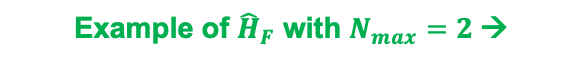 Example of Ĥ_F with N_max = 2 →